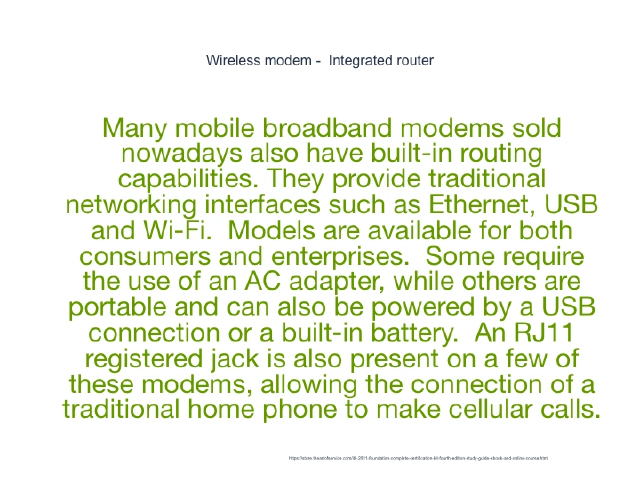 Wireless modem -  Integrated router
Many mobile broadband modems sold
nowadays also have built-in routing
capabilities. They provide traditional
networking interfaces such as Ethernet, USB
and Wi-Fi.  Models are available for both
consumers and enterprises.  Some require
the use of an AC adapter, while others are
portable and can also be powered by a USB
connection or a built-in battery.  An RJ11
registered jack is also present on a few of
these modems, allowing the connection of a
traditional home phone to make cellular calls.